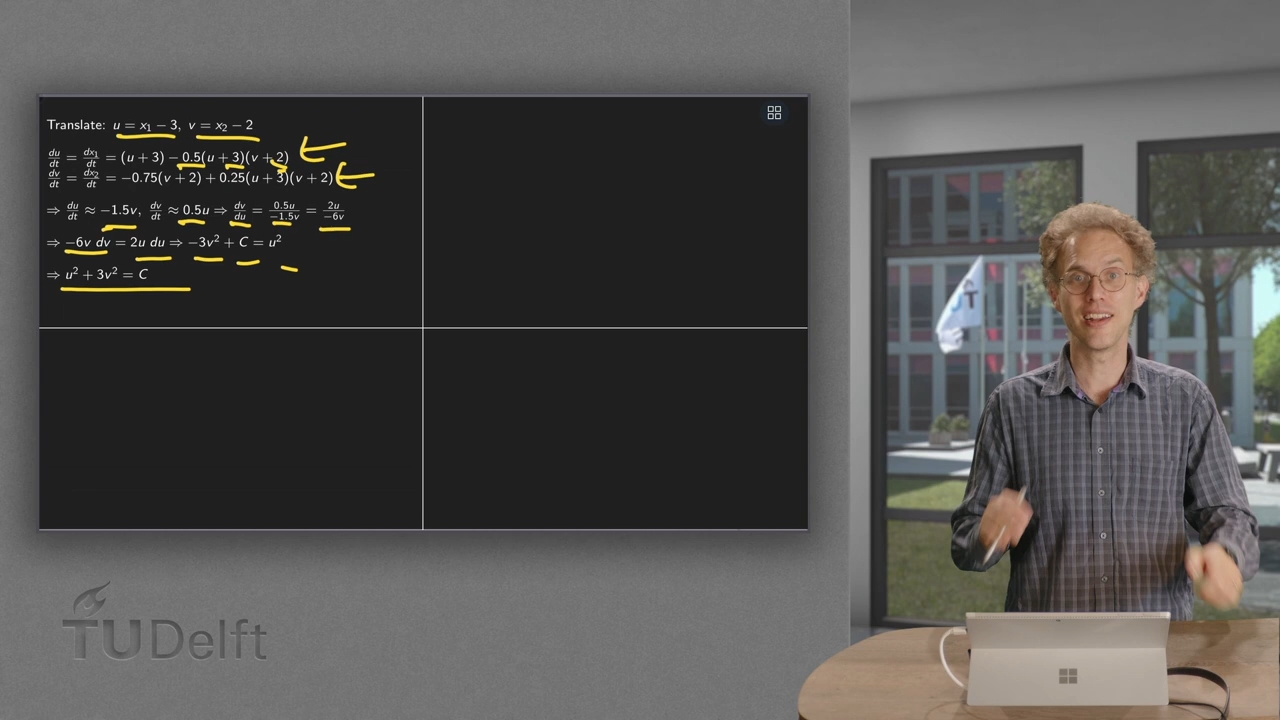 Translate: u = x₁ − 3, v = x₂ − 2
du/dt = dx₁/dt = (u + 3) − 0.5(u + 3)(v + 2)
dv/dt = dx₂/dt = −0.75(v + 2) + 0.25(u + 3)(v + 2)
⇒ du/dt ≈ −1.5v, dv/dt ≈ 0.5u ⇒ dv/du = 0.5u/−1.5v = 2u/−6v
⇒ −6v dv = 2u du ⇒ −3v² + C = u²
⇒ u² + 3v² = C
TUDelft